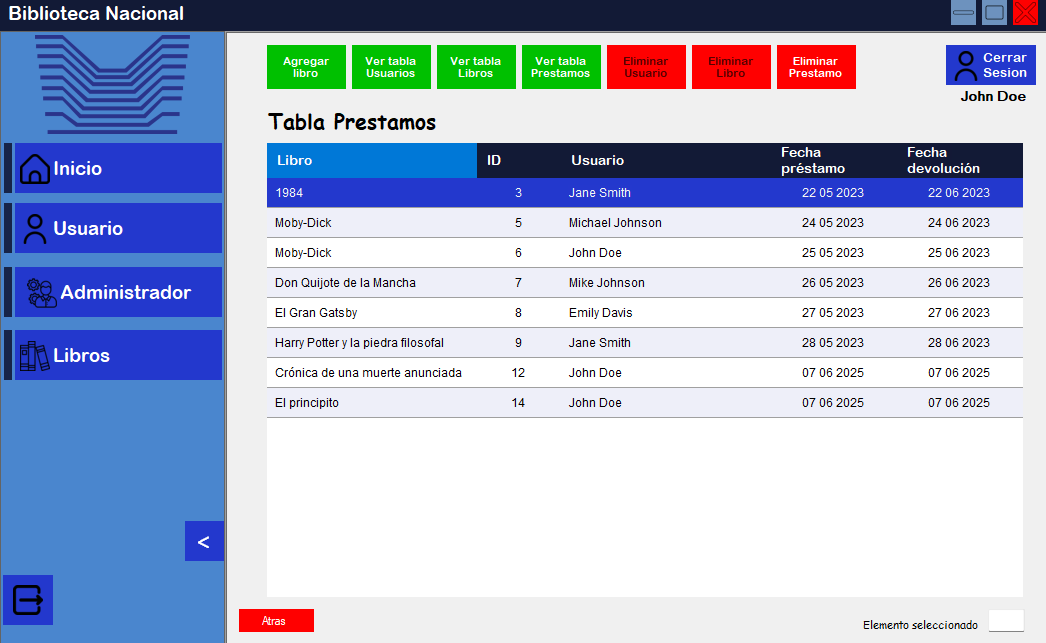 Biblioteca Nacional
Agregar
libro
Ver tabla
Usuarios
Ver tabla
Libros
Ver tabla
Prestamos
Eliminar
Usuario
Eliminar
Libro
Eliminar
Prestamo
Cerrar
Sesion
John Doe
Inicio
Usuario
Administrador
Libros
<
Tabla Prestamos
Libro ID Usuario Fecha préstamo Fecha devolución
1984 3 Jane Smith 22 05 2023 22 06 2023
Moby-Dick 5 Michael Johnson 24 05 2023 24 06 2023
Moby-Dick 6 John Doe 25 05 2023 25 06 2023
Don Quijote de la Mancha 7 Mike Johnson 26 05 2023 26 06 2023
El Gran Gatsby 8 Emily Davis 27 05 2023 27 06 2023
Harry Potter y la piedra filosofal 9 Jane Smith 28 05 2023 28 06 2023
Crónica de una muerte anunciada 12 John Doe 07 06 2025 07 06 2025
El principito 14 John Doe 07 06 2025 07 06 2025
Atras
Elemento seleccionado